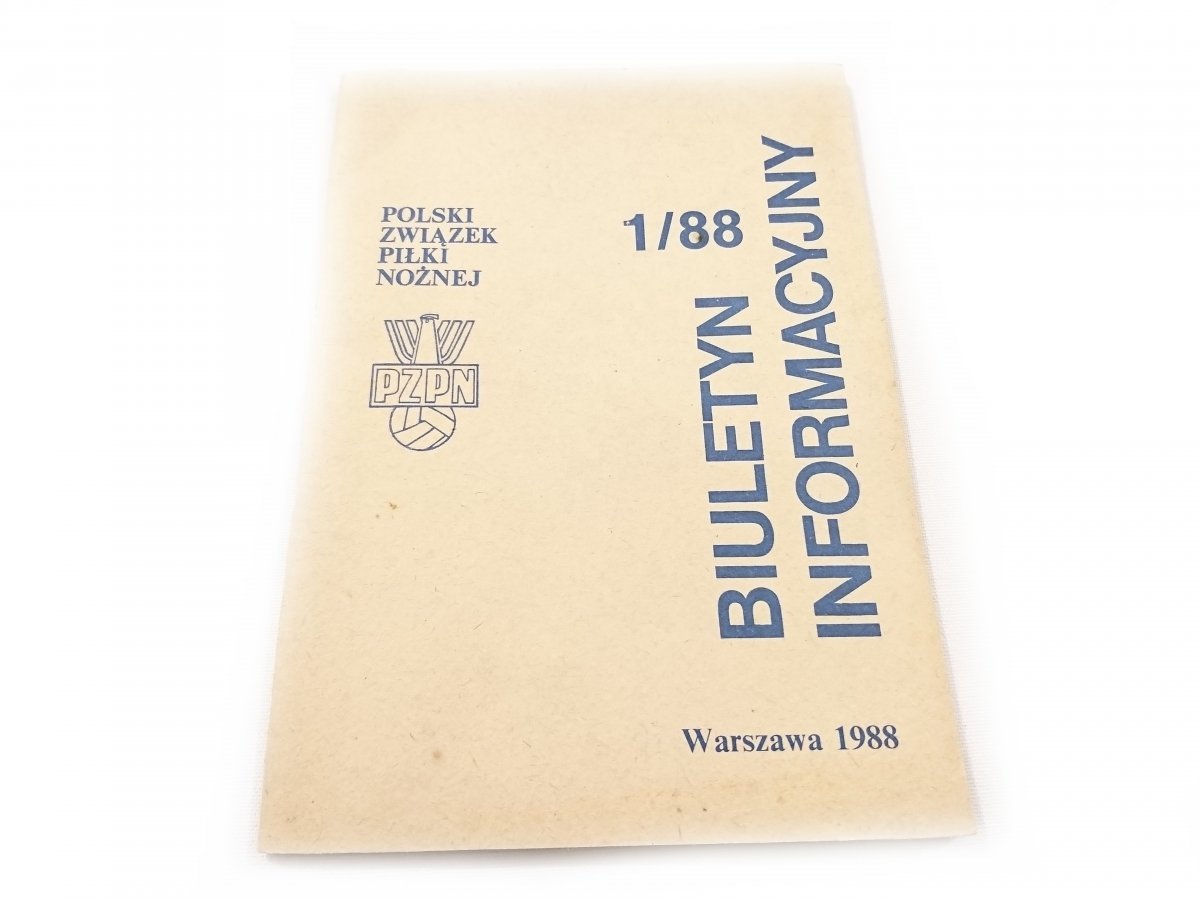 POLSKI
ZWIĄZEK
PIŁKI
NOŻNEJ
PZPN
1/88
BIULETYN
INFORMACYJNY
Warszawa 1988